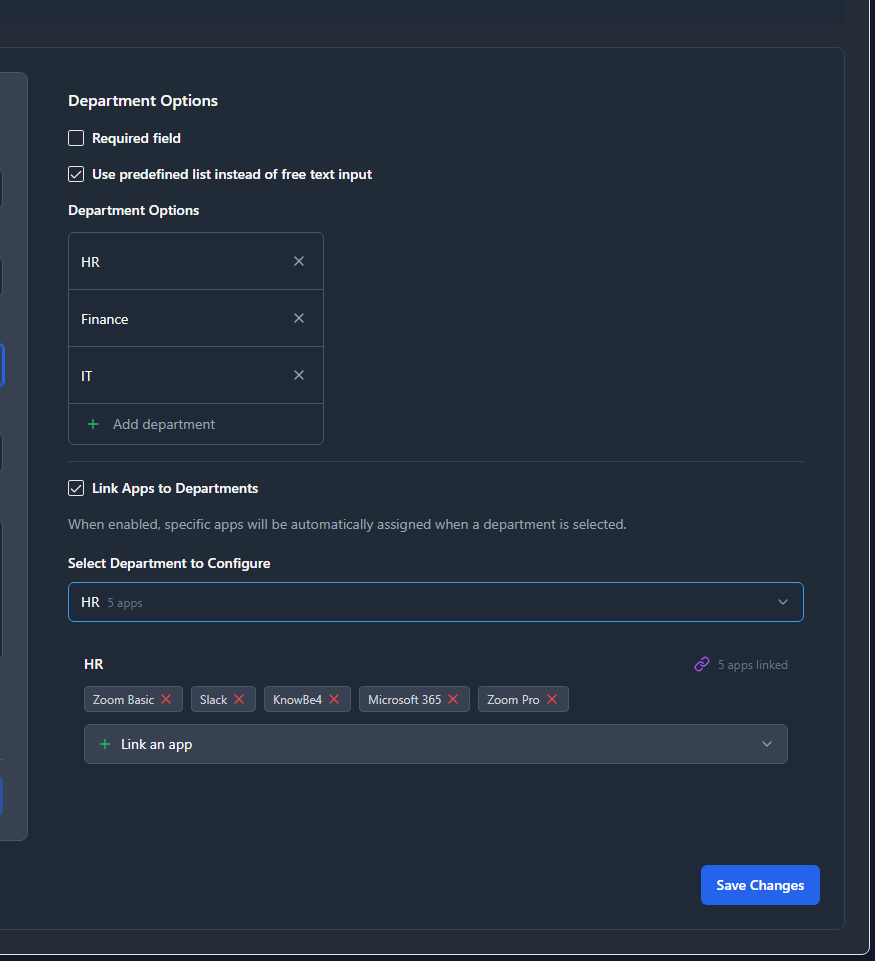 Department Options
Required field
Use predefined list instead of free text input
Department Options
HR
Finance
IT
Add department
Link Apps to Departments
When enabled, specific apps will be automatically assigned when a department is selected.
Select Department to Configure
HR 5 apps
HR 5 apps linked
Zoom Basic Slack KnowBe4 Microsoft 365 Zoom Pro
Link an app
Save Changes